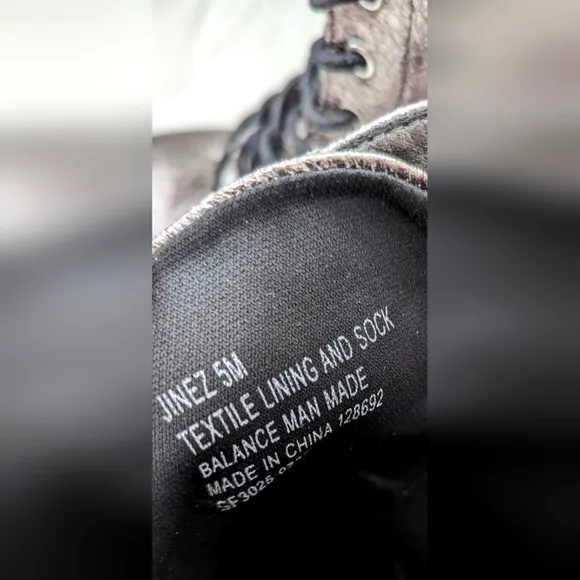 JINEZ 5M
TEXTILE LINING AND SOCK
BALANCE MAN MADE
MADE IN CHINA 128692